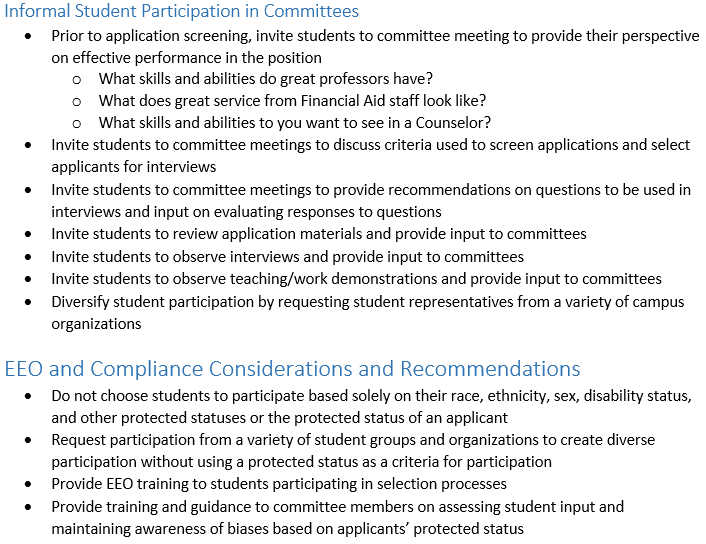 Informal Student Participation in Committees
• Prior to application screening, invite students to committee meeting to provide their perspective
on effective performance in the position
o What skills and abilities do great professors have?
o What does great service from Financial Aid staff look like?
o What skills and abilities to you want to see in a Counselor?
• Invite students to committee meetings to discuss criteria used to screen applications and select
applicants for interviews
• Invite students to committee meetings to provide recommendations on questions to be used in
interviews and input on evaluating responses to questions
• Invite students to review application materials and provide input to committees
• Invite students to observe interviews and provide input to committees
• Invite students to observe teaching/work demonstrations and provide input to committees
• Diversify student participation by requesting student representatives from a variety of campus
organizations
EEO and Compliance Considerations and Recommendations
• Do not choose students to participate based solely on their race, ethnicity, sex, disability status,
and other protected statuses or the protected status of an applicant
• Request participation from a variety of student groups and organizations to create diverse
participation without using a protected status as a criteria for participation
• Provide EEO training to students participating in selection processes
• Provide training and guidance to committee members on assessing student input and
maintaining awareness of biases based on applicants’ protected status